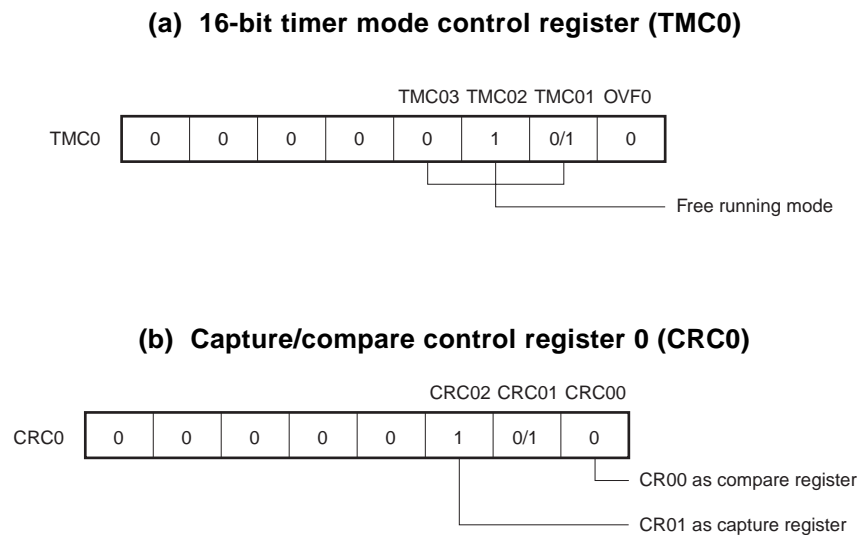 (a) 16-bit timer mode control register (TMC0)
TMC03 TMC02 TMC01 OVF0
TMC0 0 0 0 0 0 1 0/1 0
Free running mode
(b) Capture/compare control register 0 (CRC0)
CRC02 CRC01 CRC00
CRC0 0 0 0 0 0 1 0/1 0
CR00 as compare register
CR01 as capture register